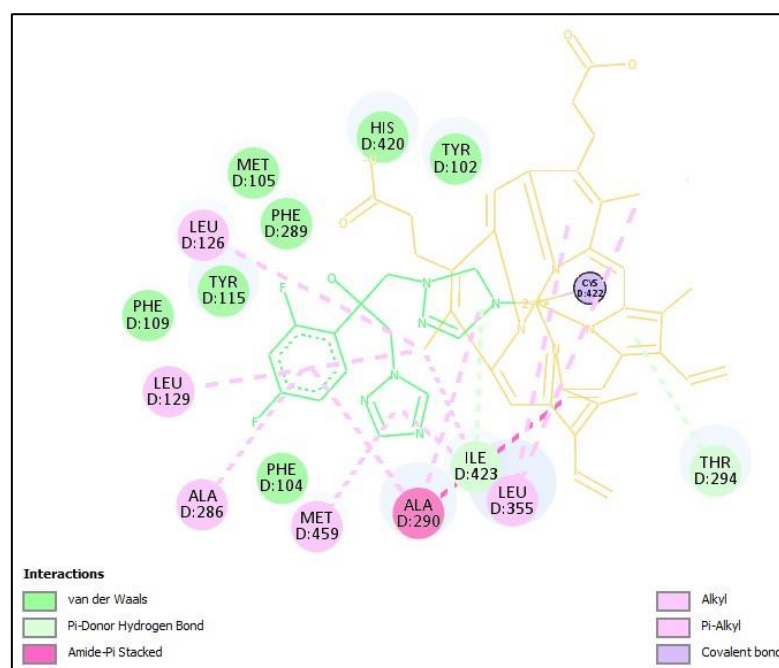 HIS
D:420
TYR
D:102
MET
D:105
PHE
D:289
LEU
D:126
TYR
D:115
PHE
D:109
CYS
D:422
LEU
D:129
ILE
D:423
THR
D:294
PHE
D:104
LEU
D:355
ALA
D:286
MET
D:459
ALA
D:290
O
O
O
O
F
F
N
N
N
N
N
N
N
N
N
N
Interactions
van der Waals
Pi-Donor Hydrogen Bond
Amide-Pi Stacked
Alkyl
Pi-Alkyl
Covalent bond